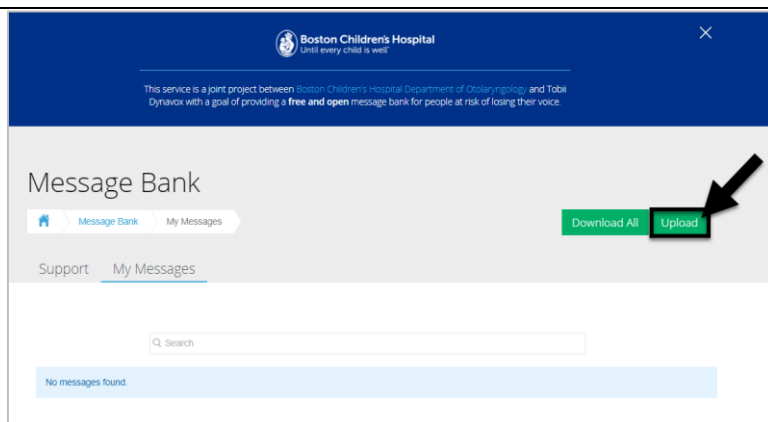 Boston Children's Hospital
Until every child is well™
This service is a joint project between Boston Children's Hospital Department of Otolaryngology and Tobii
Dynavox with a goal of providing a free and open message bank for people at risk of losing their voice.
Message Bank
Message Bank
My Messages
Download All
Upload
Support
My Messages
Search
No messages found.